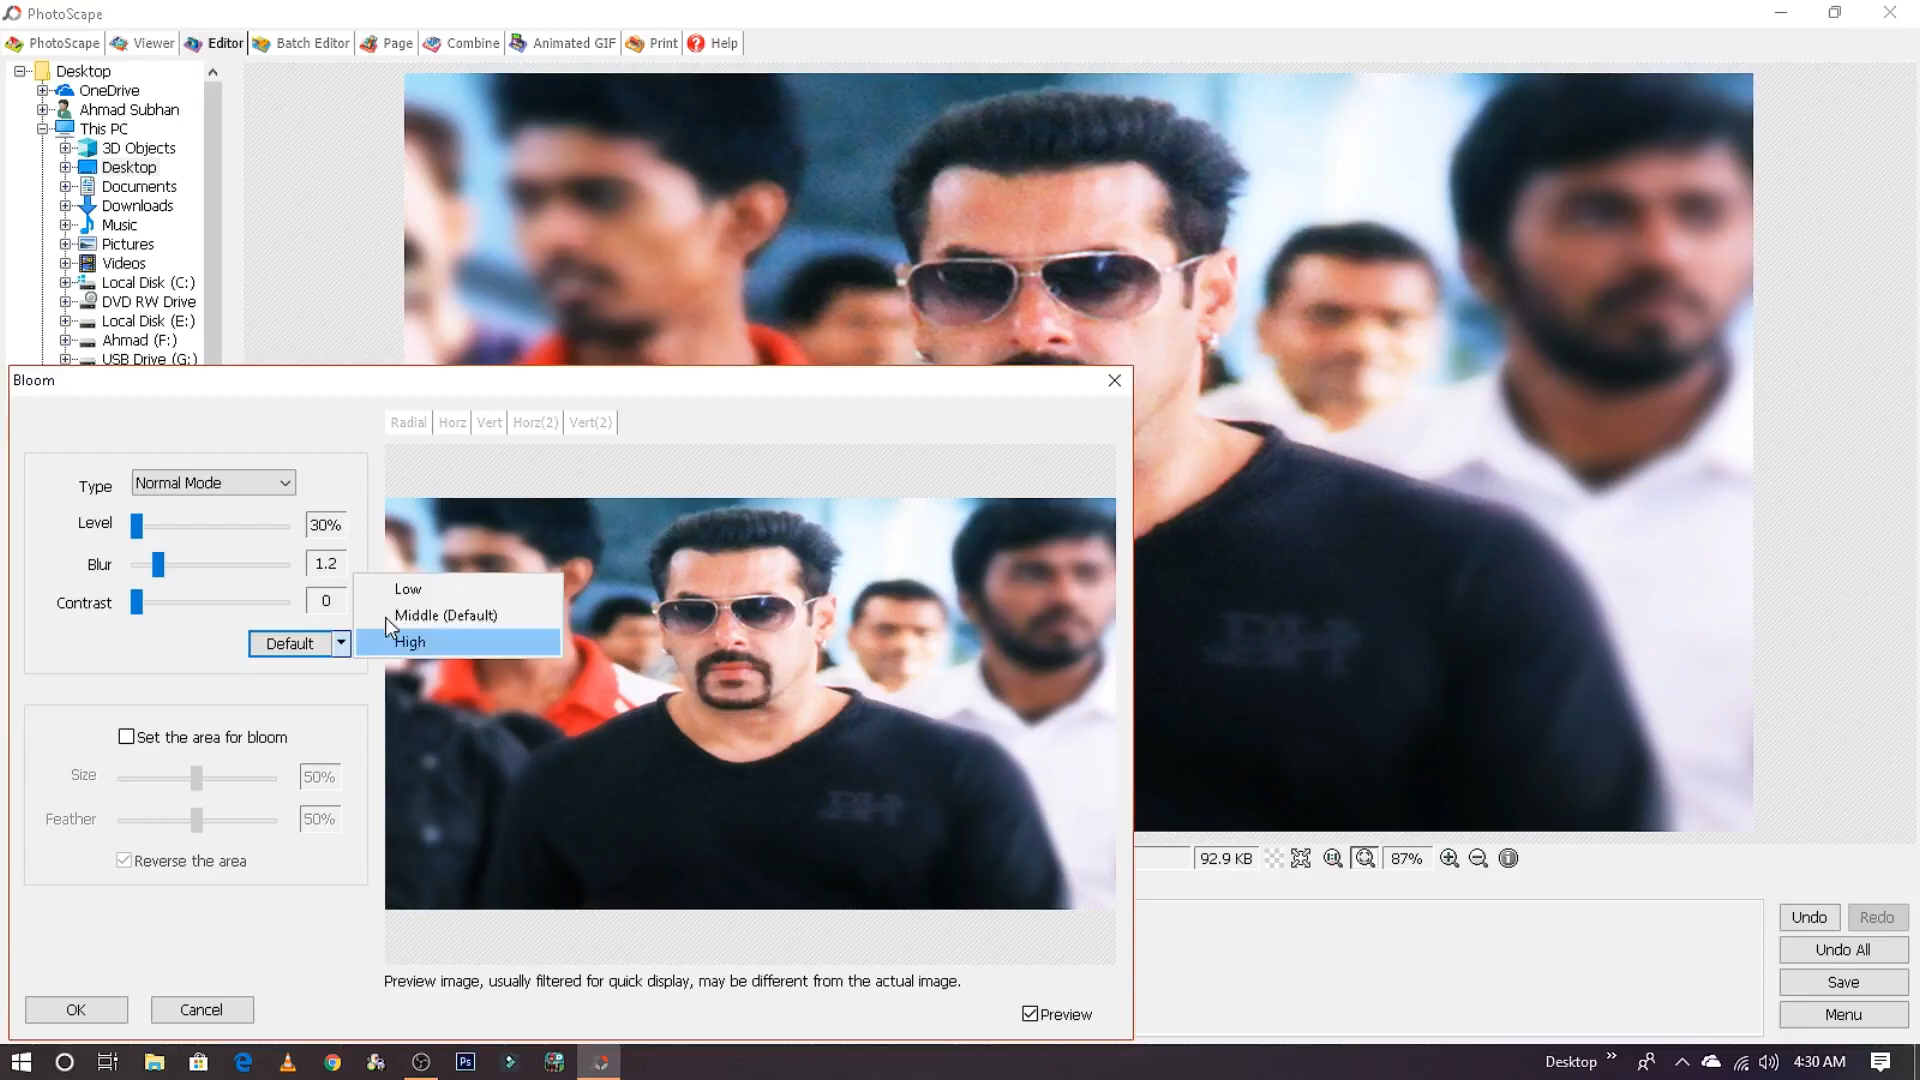 PhotoScape
PhotoScape Viewer Editor Batch Editor Page Combine Animated GIF Print Help
Desktop
OneDrive
Ahmad Subhan
This PC
3D Objects
Desktop
Documents
Downloads
Music
Pictures
Videos
Local Disk (C:)
DVD RW Drive
Local Disk (E:)
Ahmad (F:)
USB Drive (G:)
Bloom
Radial Horz Vert Horz(2) Vert(2)
Type Normal Mode
Level 30%
Blur 1.2
Contrast 0
Default
Low
Middle (Default)
High
Set the area for bloom
Size 50%
Feather 50%
Reverse the area
Preview image, usually filtered for quick display, may be different from the actual image.
OK Cancel
Preview
92.9 KB 87%
Undo Redo
Undo All
Save
Menu
Ps
Desktop 4:30 AM